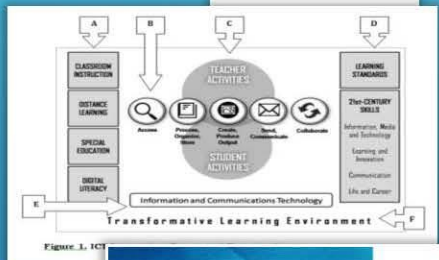 A
B
C
D
CLASSROOM
INSTRUCTION
DISTANCE
LEARNING
SPECIAL
EDUCATION
DIGITAL
LITERACY
TEACHER
ACTIVITIES
Access
Process,
Organize,
Store
Create,
Produce
Output
Send,
Communicate
Collaborate
STUDENT
ACTIVITIES
LEARNING
STANDARDS
21st-CENTURY
SKILLS
Information, Media
and Technology
Learning and
Innovation
Communication
Life and Career
E
Information and Communications Technology
Transformative Learning Environment
F
Figure 1. ICT